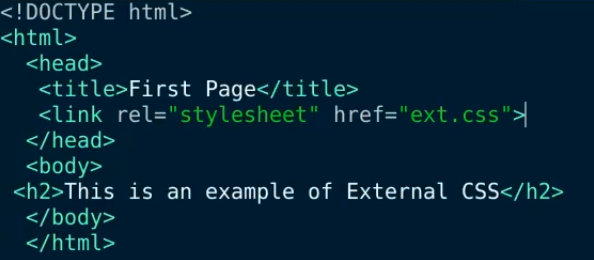 <!DOCTYPE html>
<html>
<head>
<title>First Page</title>
<link rel="stylesheet" href="ext.css">
</head>
<body>
<h2>This is an example of External CSS</h2>
</body>
</html>